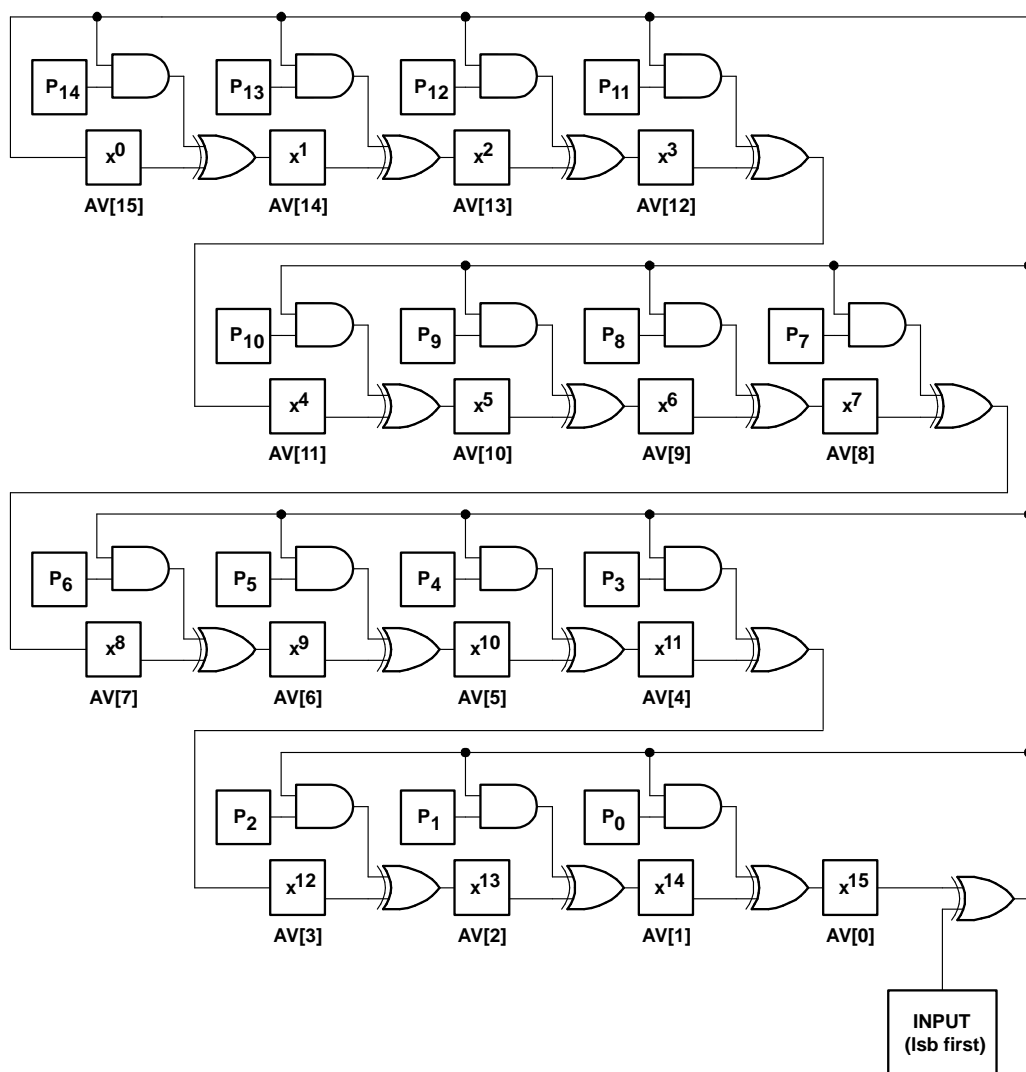 P14 P13 P12 P11
x0 x1 x2 x3
AV[15] AV[14] AV[13] AV[12]
P10 P9 P8 P7
x4 x5 x6 x7
AV[11] AV[10] AV[9] AV[8]
P6 P5 P4 P3
x8 x9 x10 x11
AV[7] AV[6] AV[5] AV[4]
P2 P1 P0
x12 x13 x14 x15
AV[3] AV[2] AV[1] AV[0]
INPUT
(lsb first)